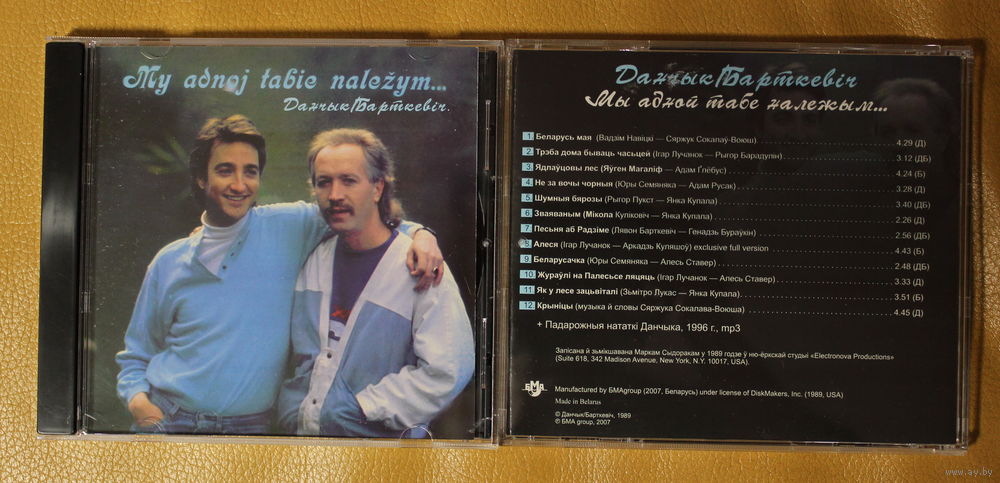 My adnoj tabie naležym...
Данчык/Барткевіч.
Данчык/Барткевіч
Мы адной табе належым...
1 Беларусь мая (Вадзім Навіцкі — Сяржук Сокалаў-Воюш) 4.29 (Д)
2 Трэба дома бываць часьцей (Ігар Лучанок — Рыгор Барадулін) 3.12 (ДБ)
3 Ядлаўцовы лес (Яўген Магаліф — Адам Глёбус) 4.24 (Б)
4 Не за вочы чорныя (Юры Семяняка — Адам Русак) 3.28 (Д)
5 Шумныя бярозы (Рыгор Пукст — Янка Купала) 3.40 (ДБ)
6 Зваяваным (Мікола Куліковіч — Янка Купала) 2.26 (Д)
7 Песьня аб Радзіме (Лявон Барткевіч — Генадзь Бураўкін) 2.56 (ДБ)
8 Алеся (Ігар Лучанок — Аркадзь Куляшоў) exclusive full version 4.43 (Б)
9 Беларусачка (Юры Семяняка — Алесь Ставер) 2.48 (ДБ)
10 Жураўлі на Палесьсе ляцяць (Ігар Лучанок — Алесь Ставер) 3.33 (Д)
11 Як у лесе зацьвіталі (Зьмітро Лукас — Янка Купала) 3.51 (Б)
12 Крыніцы (музыка й словы Сяржука Сокалава-Воюша) 4.45 (Д)
+ Падарожныя нататкі Данчыка, 1996 г., mp3
Запісана й зьмікшавана Маркам Сыдоракам у 1989 годзе ў ню-ёрскай студыі «Electronova Productions»
(Suite 618, 342 Madison Avenue, New York, N.Y. 10017, USA).
БМА
Manufactured by БМАgroup (2007, Беларусь) under license of DiskMakers, Inc. (1989, USA)
Made in Belarus
© Данчык/Барткевіч, 1989
℗ БМА group, 2007
www.ay.by